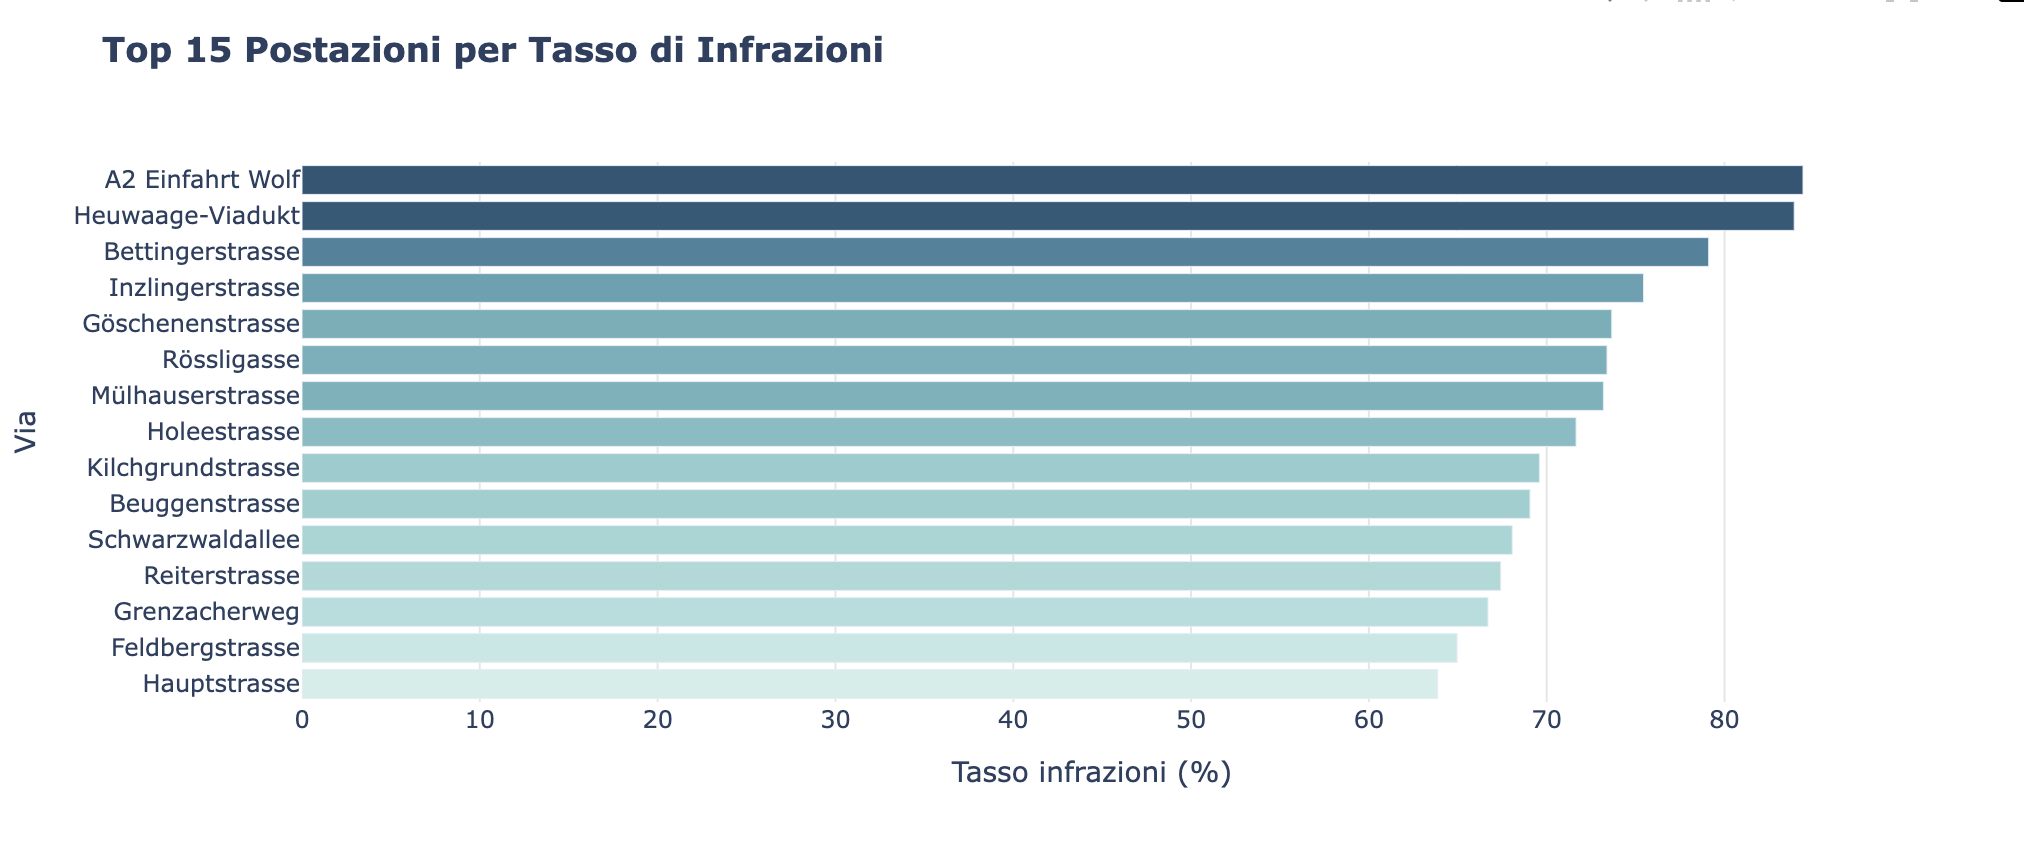 Top 15 Postazioni per Tasso di Infrazioni
A2 Einfahrt Wolf
Heuwaage-Viadukt
Bettingerstrasse
Inzlingerstrasse
Göschenenstrasse
Rössligasse
Mülhauserstrasse
Holeestrasse
Kilchgrundstrasse
Beuggenstrasse
Schwarzwaldallee
Reiterstrasse
Grenzacherweg
Feldbergstrasse
Hauptstrasse
Via
0 10 20 30 40 50 60 70 80
Tasso infrazioni (%)